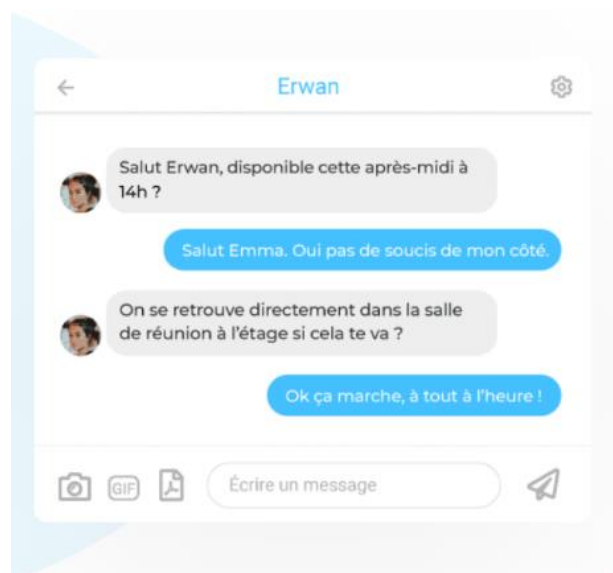 Erwan
Salut Erwan, disponible cette après-midi à
14h ?
Salut Emma. Oui pas de soucis de mon côté.
On se retrouve directement dans la salle
de réunion à l'étage si cela te va ?
Ok ça marche, à tout à l'heure !
GIF
Écrire un message